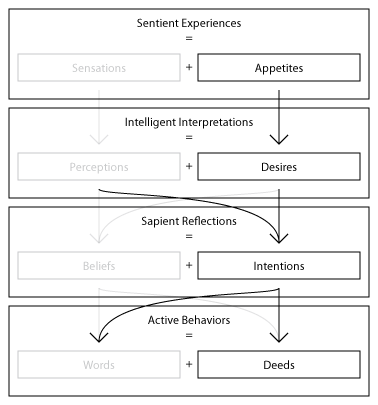 Sentient Experiences
=
Sensations + Appetites
Intelligent Interpretations
=
Perceptions + Desires
Sapient Reflections
=
Beliefs + Intentions
Active Behaviors
=
Words + Deeds